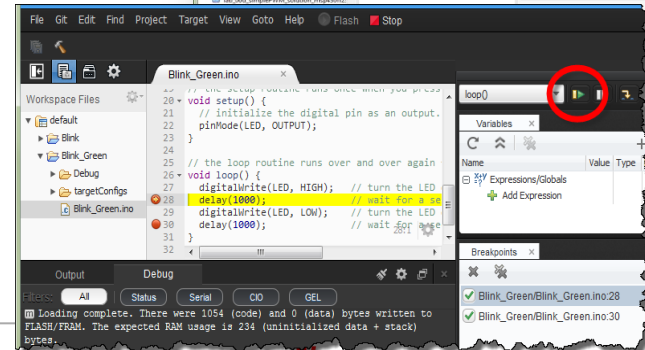 File Git Edit Find Project Target View Goto Help Flash Stop
Workspace Files
default
Blink
Blink_Green
Debug
targetConfigs
Blink_Green.ino
Blink_Green.ino ×
19 // the setup routine runs once when you press
20 void setup() {
21 // initialize the digital pin as an output.
22 pinMode(LED, OUTPUT);
23 }
24
25 // the loop routine runs over and over again
26 void loop() {
27 digitalWrite(LED, HIGH); // turn the LED
28 delay(1000); // wait for a se
29 digitalWrite(LED, LOW); // turn the LED
30 delay(1000); // wait for a se
31 }
28:1
32
loop()
Variables ×
Name Value Type
Expressions/Globals
Add Expression
Breakpoints ×
Blink_Green/Blink_Green.ino:28
Blink_Green/Blink_Green.ino:30
Output Debug
Filters: All Status Serial CIO GEL
Loading complete. There were 1054 (code) and 0 (data) bytes written to
FLASH/FRAM. The expected RAM usage is 234 (uninitialized data + stack)
bytes.